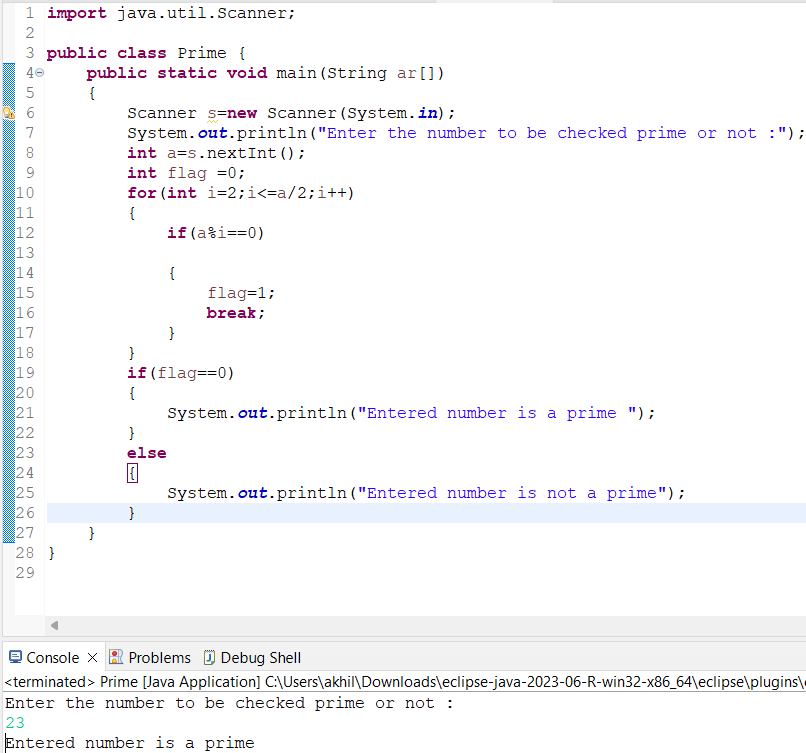 1 import java.util.Scanner;
2
3 public class Prime {
4 public static void main(String ar[])
5 {
6 Scanner s=new Scanner(System.in);
7 System.out.println("Enter the number to be checked prime or not :");
8 int a=s.nextInt();
9 int flag =0;
10 for(int i=2;i<=a/2;i++)
11 {
12 if(a%i==0)
13
14 {
15 flag=1;
16 break;
17 }
18 }
19 if(flag==0)
20 {
21 System.out.println("Entered number is a prime ");
22 }
23 else
24 {
25 System.out.println("Entered number is not a prime");
26 }
27 }
28 }
29
Console Problems Debug Shell
<terminated> Prime [Java Application] C:\Users\akhil\Downloads\eclipse-java-2023-06-R-win32-x86_64\eclipse\plugins\
Enter the number to be checked prime or not :
23
Entered number is a prime